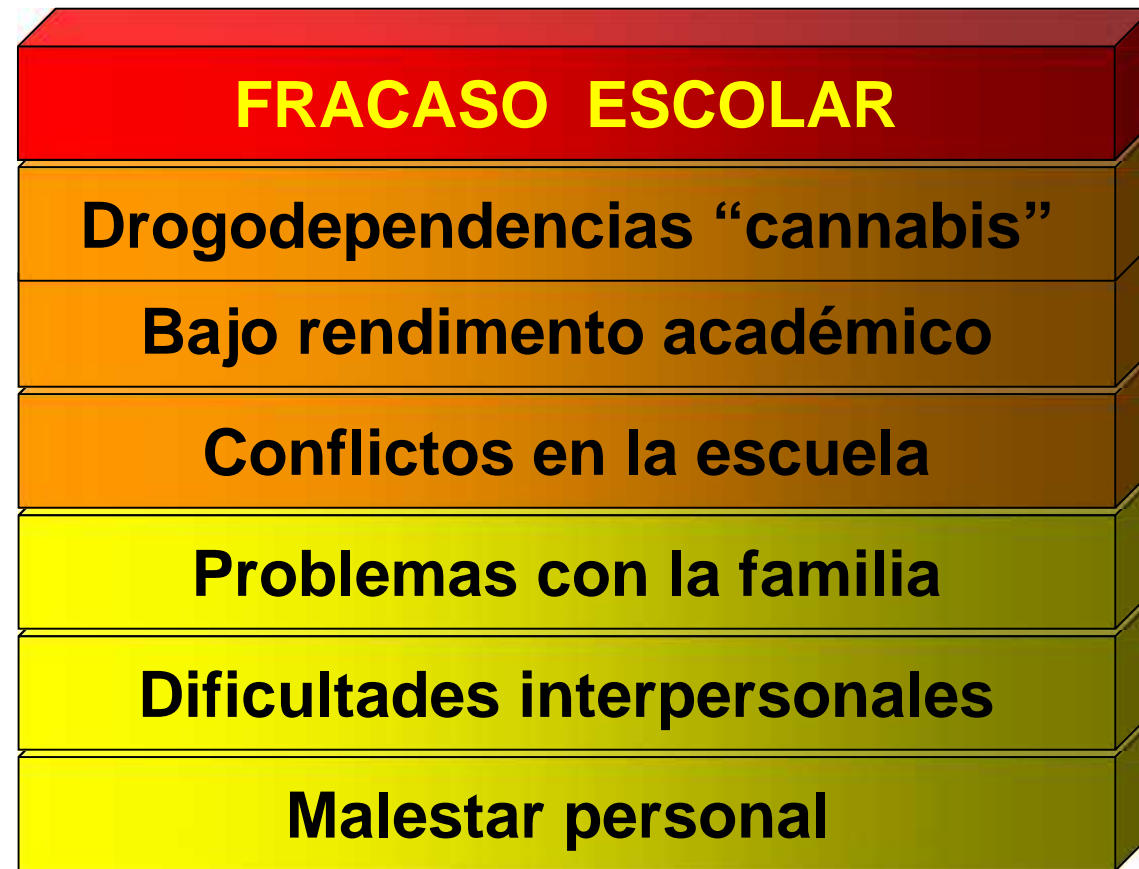 FRACASO ESCOLAR
Drogodependencias “cannabis”
Bajo rendimento académico
Conflictos en la escuela
Problemas con la familia
Dificultades interpersonales
Malestar personal